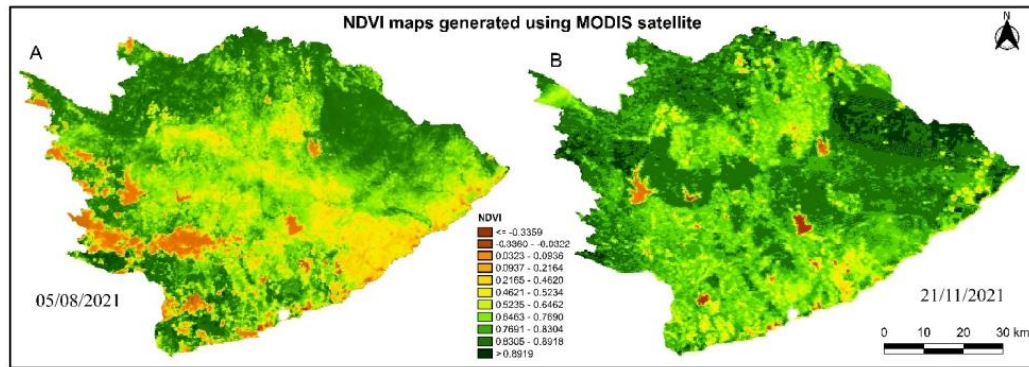 NDVI maps generated using MODIS satellite
N
A
B
NDVI
<= -0.3359
-0.3360 - -0.0322
0.0323 - 0.0936
0.0937 - 0.2164
0.2165 - 0.4620
0.4621 - 0.5234
0.5235 - 0.6462
0.6463 - 0.7690
0.7691 - 0.8304
0.8305 - 0.8918
> 0.8919
05/08/2021
21/11/2021
0 10 20 30 km